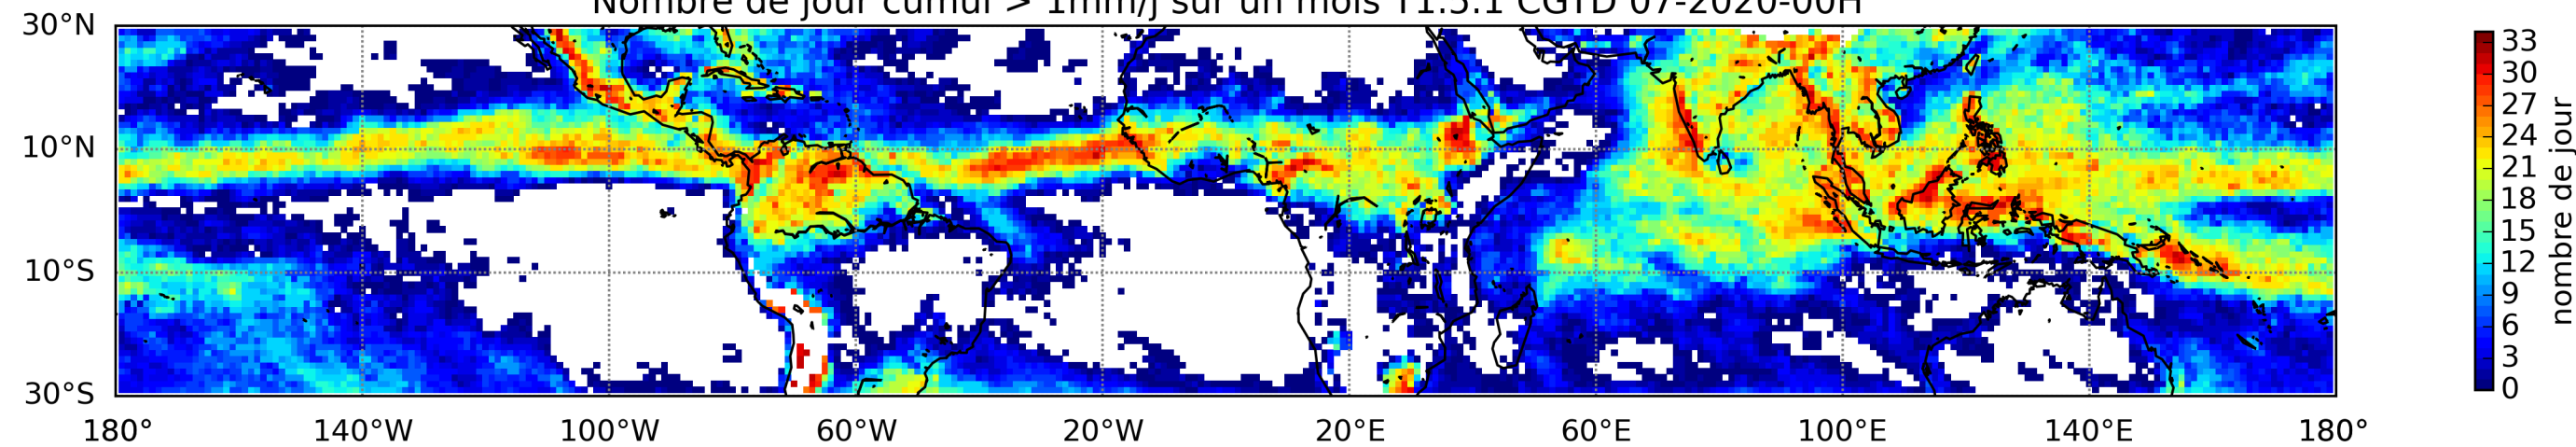 Nombre de jour cumul > 1mm/j sur un mois T1.5.1 CGTD 07-2020-00H
30°N
10°N
10°S
30°S
180°
140°W
100°W
60°W
20°W
20°E
60°E
100°E
140°E
180°
33
30
27
24
21
18
15
12
9
6
3
0
nombre de jour